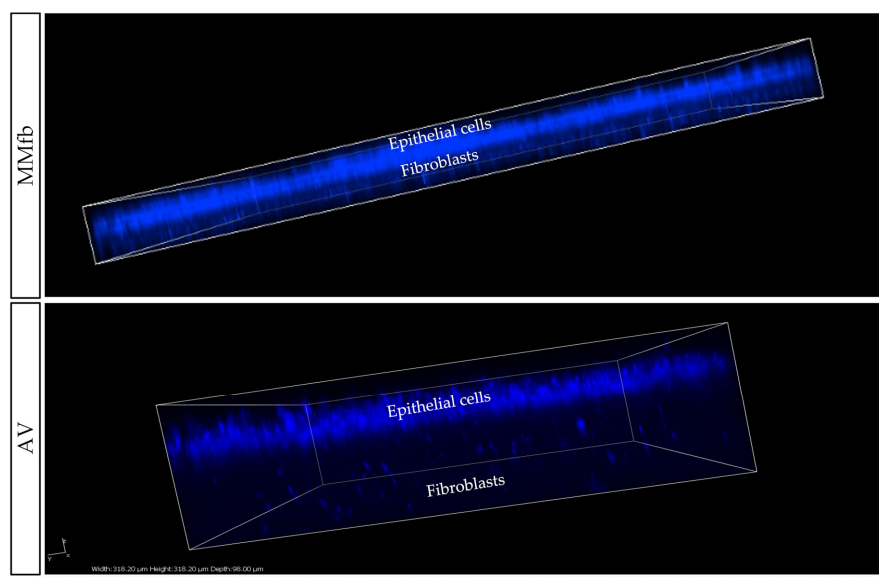 MMfb
Epithelial cells
Fibroblasts
AV
Epithelial cells
Fibroblasts
z
Y
x
Width:318.20 µm Height:318.20 µm Depth:98.00 µm